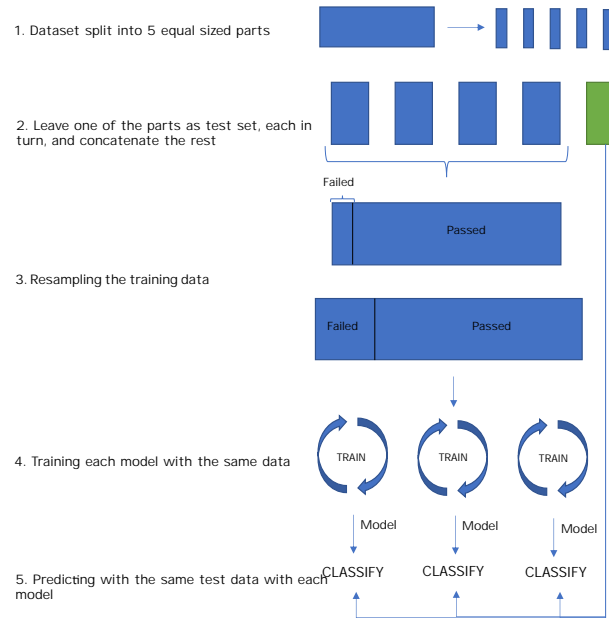 1. Dataset split into 5 equal sized parts
2. Leave one of the parts as test set, each in
turn, and concatenate the rest
Failed
Passed
3. Resampling the training data
Failed
Passed
TRAIN
TRAIN
TRAIN
4. Training each model with the same data
Model
Model
Model
CLASSIFY
CLASSIFY
CLASSIFY
5. Predicting with the same test data with each
model